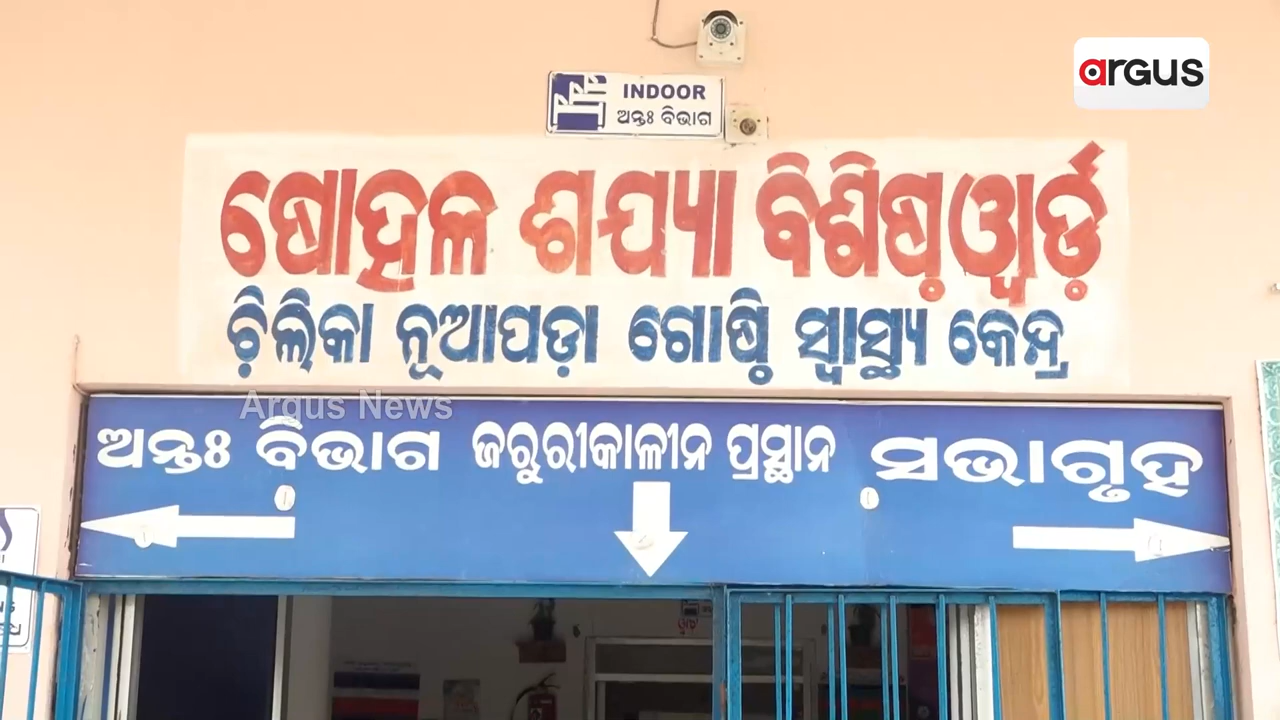 argus
INDOOR
ଅନ୍ତଃ ବିଭାଗ
ଷୋହଳ ଶଯ୍ୟା ବିଶିଷ୍ଟ ୱାର୍ଡ଼
ଚିଲିକା ନୂଆପଡ଼ା ଗୋଷ୍ଠି ସ୍ୱାସ୍ଥ୍ୟ କେନ୍ଦ୍ର
Argus News
ଅନ୍ତଃ ବିଭାଗ ଜରୁରୀକାଳୀନ ପ୍ରସ୍ଥାନ ସଭାଗୃହ